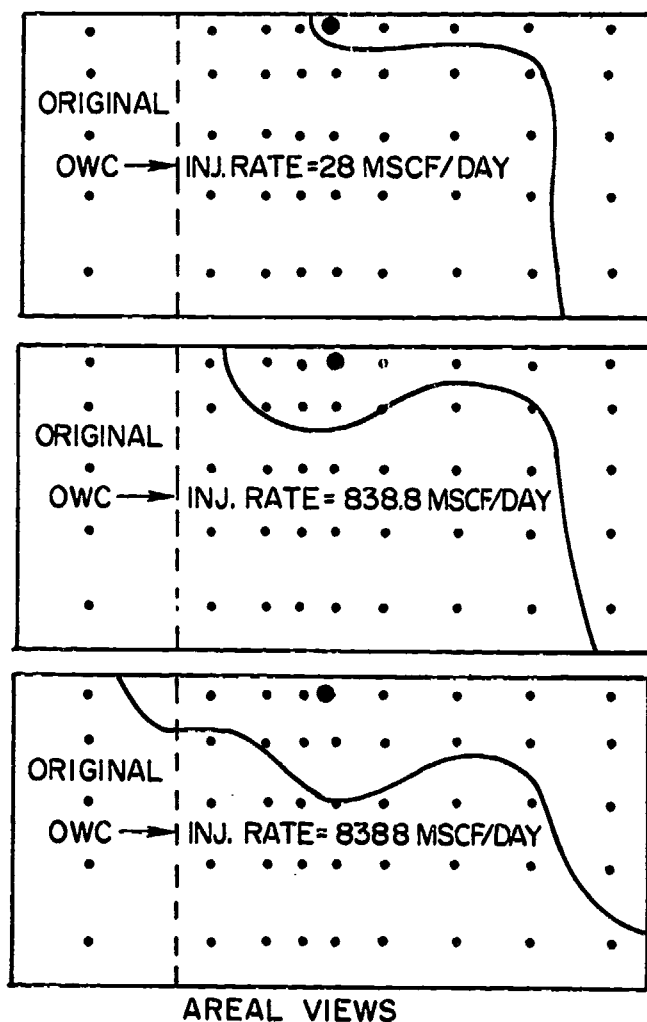 ORIGINAL
OWC → INJ. RATE = 28 MSCF/DAY
ORIGINAL
OWC → INJ. RATE = 838.8 MSCF/DAY
ORIGINAL
OWC → INJ. RATE = 8388 MSCF/DAY
AREAL VIEWS